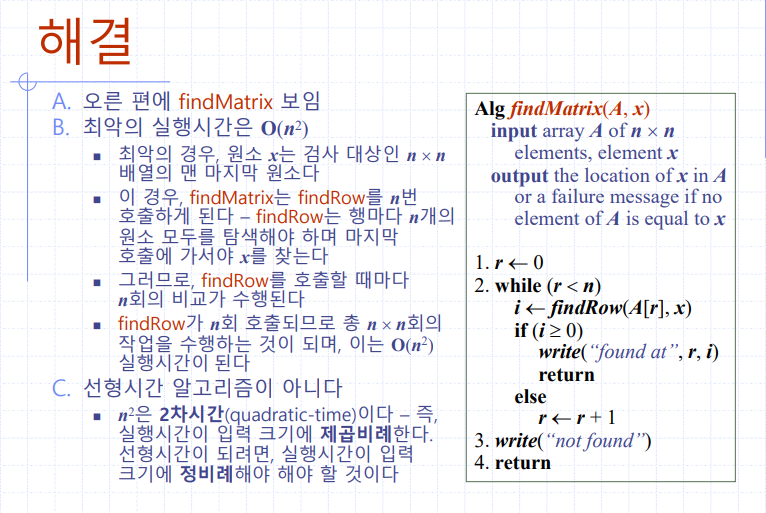 해결
A. 오른 편에 findMatrix 보임
B. 최악의 실행시간은 O(n²)
▪ 최악의 경우, 원소 x는 검사 대상인 n × n
배열의 맨 마지막 원소다
▪ 이 경우, findMatrix는 findRow를 n번
호출하게 된다 – findRow는 행마다 n개의
원소 모두를 탐색해야 하며 마지막
호출에 가서야 x를 찾는다
▪ 그러므로, findRow를 호출할 때마다
n회의 비교가 수행된다
▪ findRow가 n회 호출되므로 총 n × n회의
작업을 수행하는 것이 되며, 이는 O(n²)
실행시간이 된다
C. 선형시간 알고리즘이 아니다
▪ n²은 2차시간(quadratic-time)이다 – 즉,
실행시간이 입력 크기에 제곱비례한다.
선형시간이 되려면, 실행시간이 입력
크기에 정비례해야 해야 할 것이다
Alg findMatrix(A, x)
input array A of n × n
elements, element x
output the location of x in A
or a failure message if no
element of A is equal to x
1. r ← 0
2. while (r < n)
i ← findRow(A[r], x)
if (i ≥ 0)
write(“found at”, r, i)
return
else
r ← r + 1
3. write(“not found”)
4. return